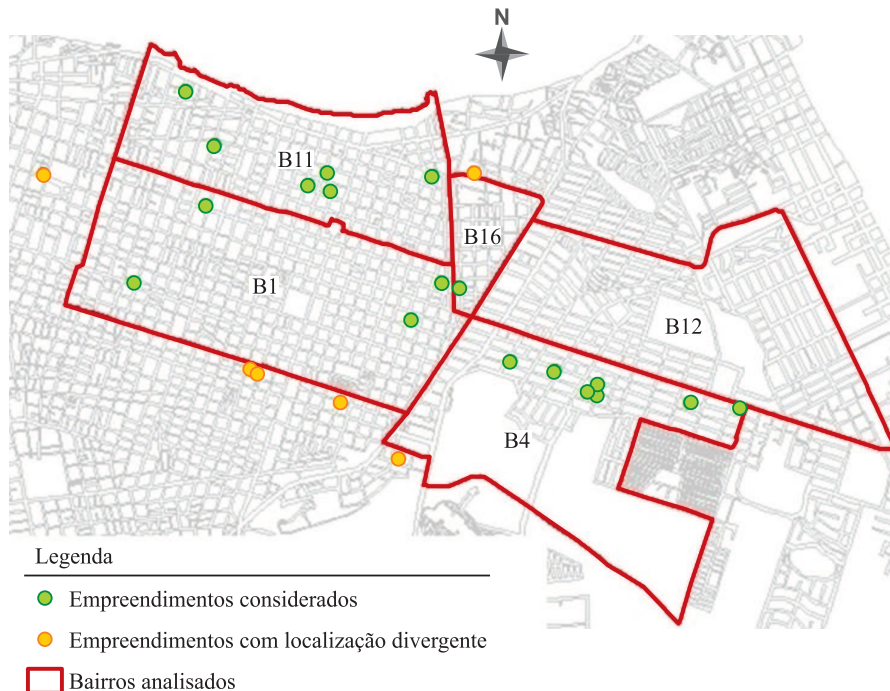 N
B11
B16
B1
B12
B4
Legenda
Empreendimentos considerados
Empreendimentos com localização divergente
Bairros analisados